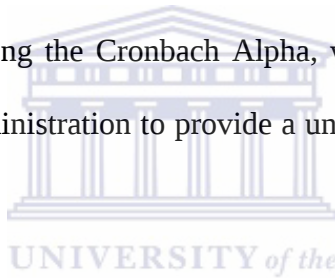 ng the Cronbach Alpha,
inistration to provide a un
UNIVERSITY of the